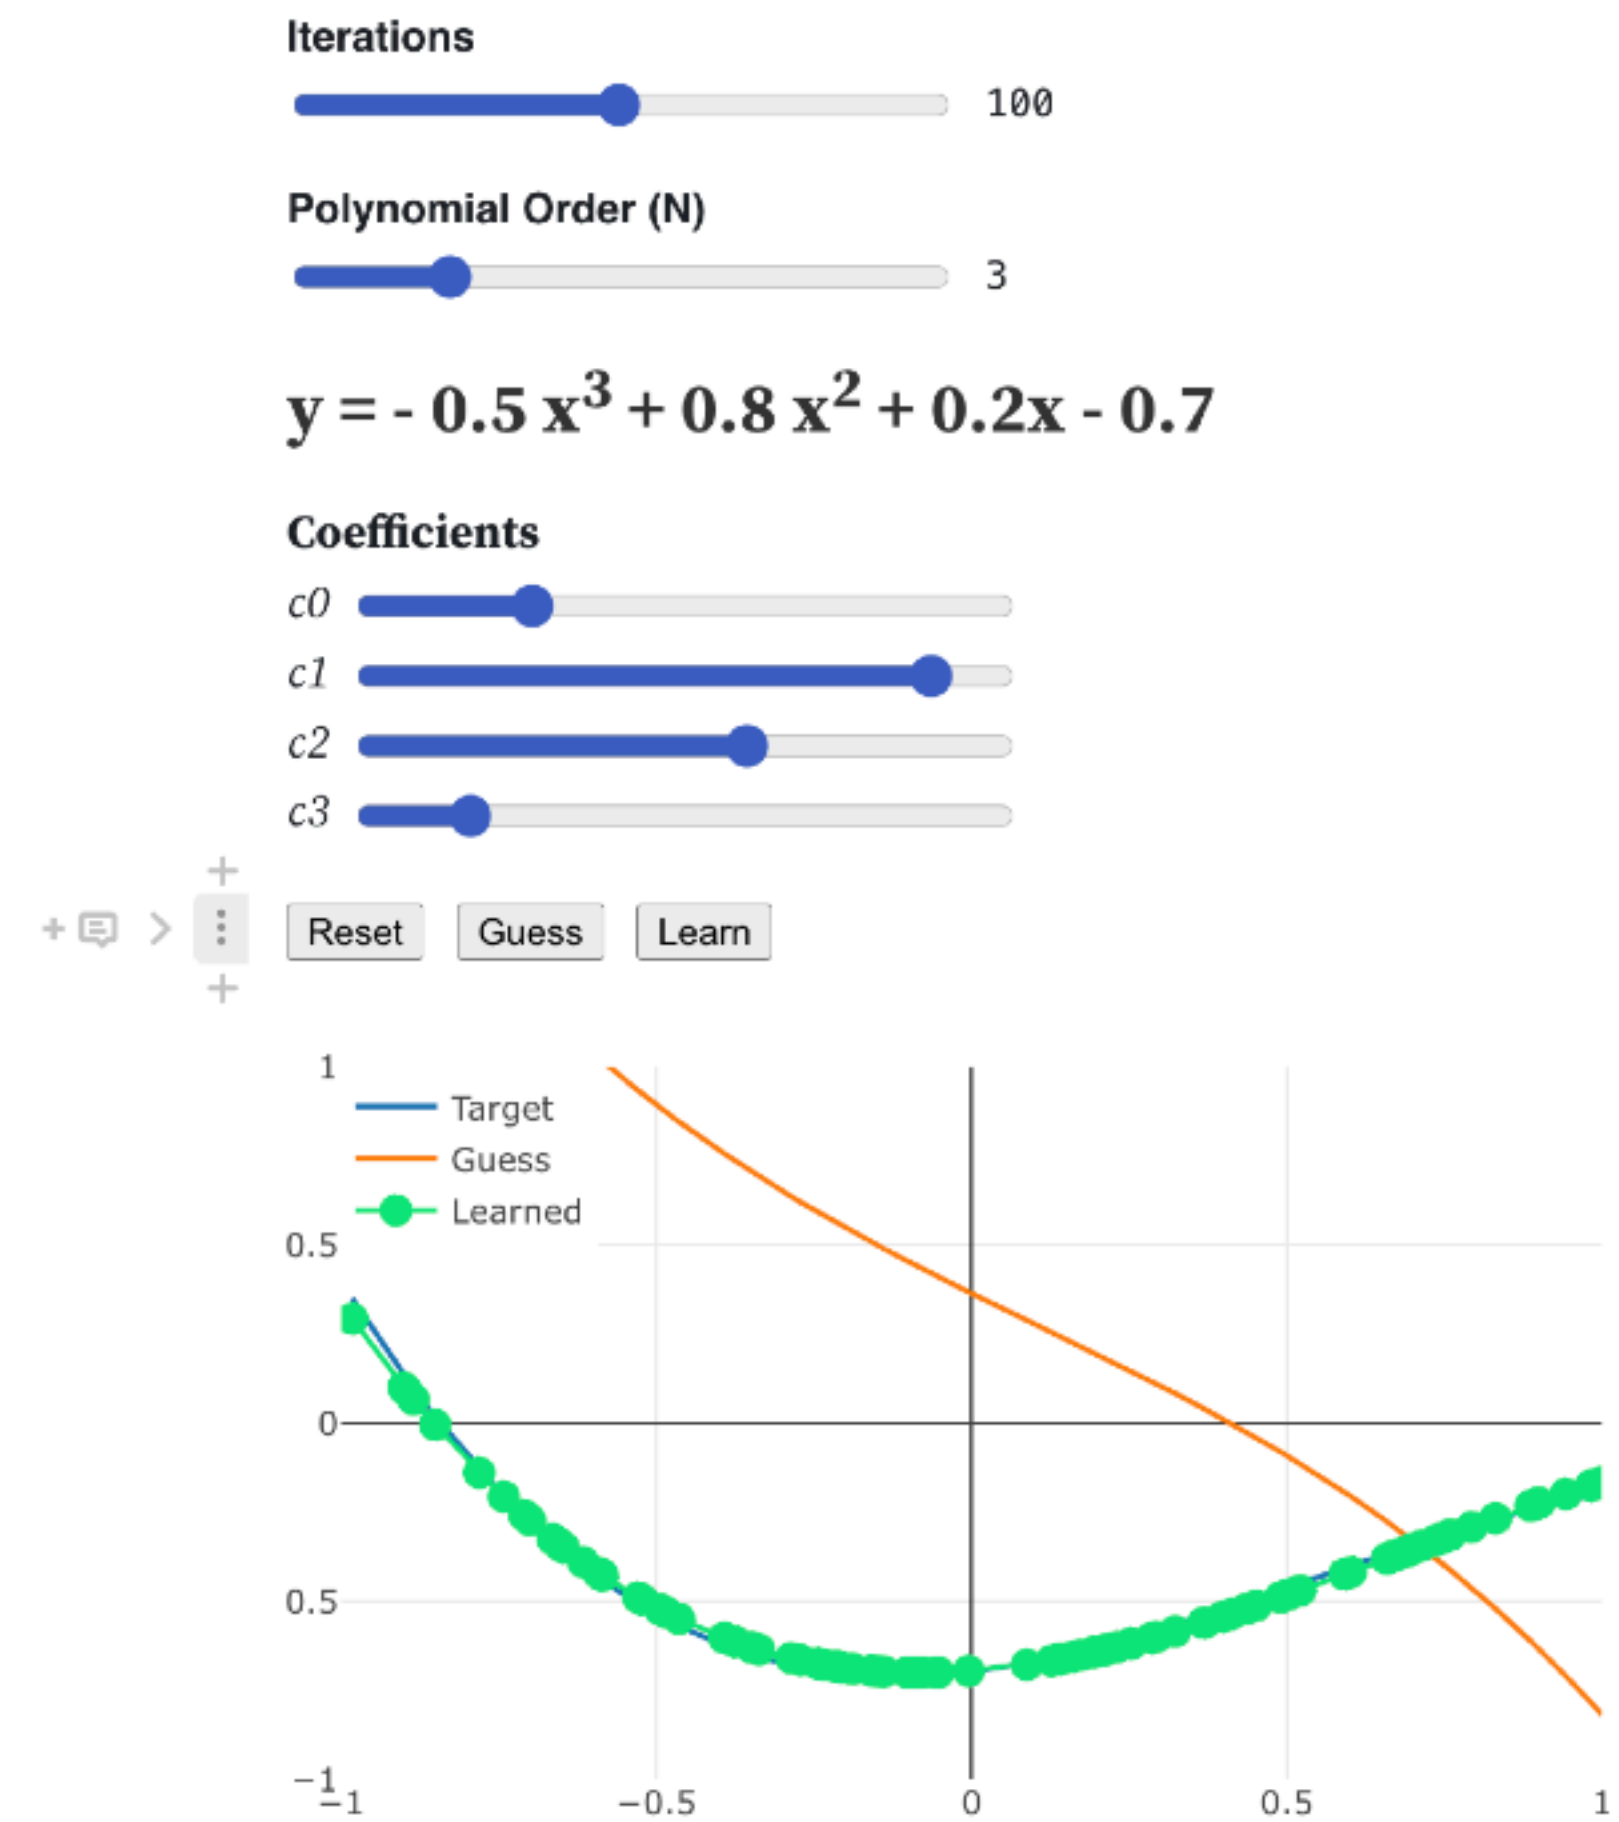 Iterations
100
Polynomial Order (N)
3
y = - 0.5 x³ + 0.8 x² + 0.2x - 0.7
Coefficients
c0
c1
c2
c3
Reset Guess Learn
1
Target
Guess
Learned
0.5
0
0.5
−1
−1 −0.5 0 0.5 1